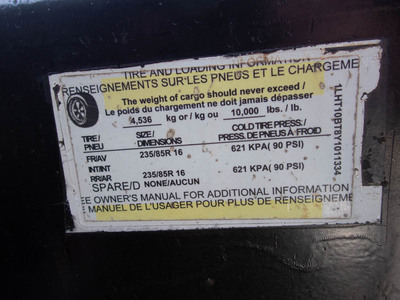 TIRE AND LOADING INFORMATION
RENSEIGNEMENTS SUR LES PNEUS ET LE CHARGEME
The weight of cargo should never exceed /
Le poids du chargement ne doit jamais dépasser
4,536 kg or / kg ou 10,000 lbs. / lb.
TIRE / SIZE / COLD TIRE PRESS. /
PNEU DIMENSIONS PRESS. DE PNEUS À FROID
FR/AV 235/85R 16 621 KPA( 90 PSI)
INT/INT
RR/AR 235/85R 16 621 KPA( 90 PSI)
SPARE/D NONE/AUCUN
EE OWNER'S MANUAL FOR ADDITIONAL INFORMATION
E MANUEL DE L'USAGER POUR PLUS DE RENSEIGNEME